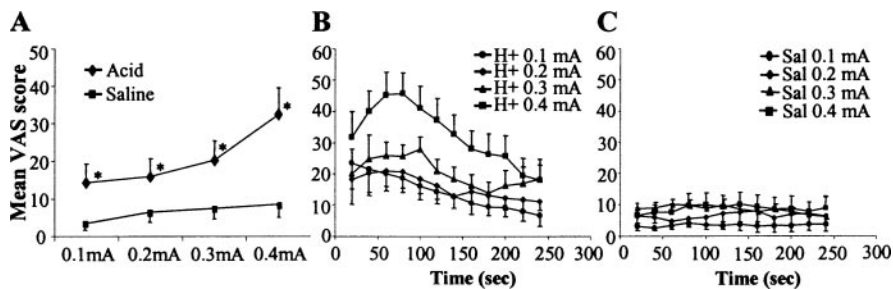 A
B
C
Mean VAS score
50
40
30
20
10
0
Acid
Saline
*
*
*
*
0.1mA 0.2mA 0.3mA 0.4mA
60
50
40
30
20
10
0
H+ 0.1 mA
H+ 0.2 mA
H+ 0.3 mA
H+ 0.4 mA
0 50 100 150 200 250 300
Time (sec)
60
50
40
30
20
10
0
Sal 0.1 mA
Sal 0.2 mA
Sal 0.3 mA
Sal 0.4 mA
0 50 100 150 200 250 300
Time (sec)